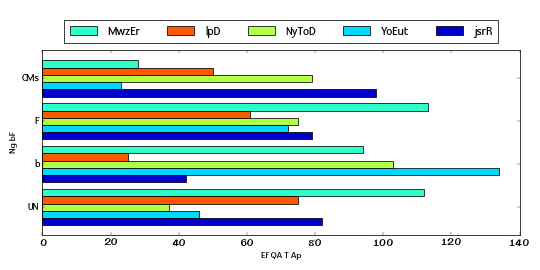 MwzEr IpD NyToD YoEut jsrR
CMs
F
b
UN
Ng bF
0 20 40 60 80 100 120 140
Ef QA T Ap